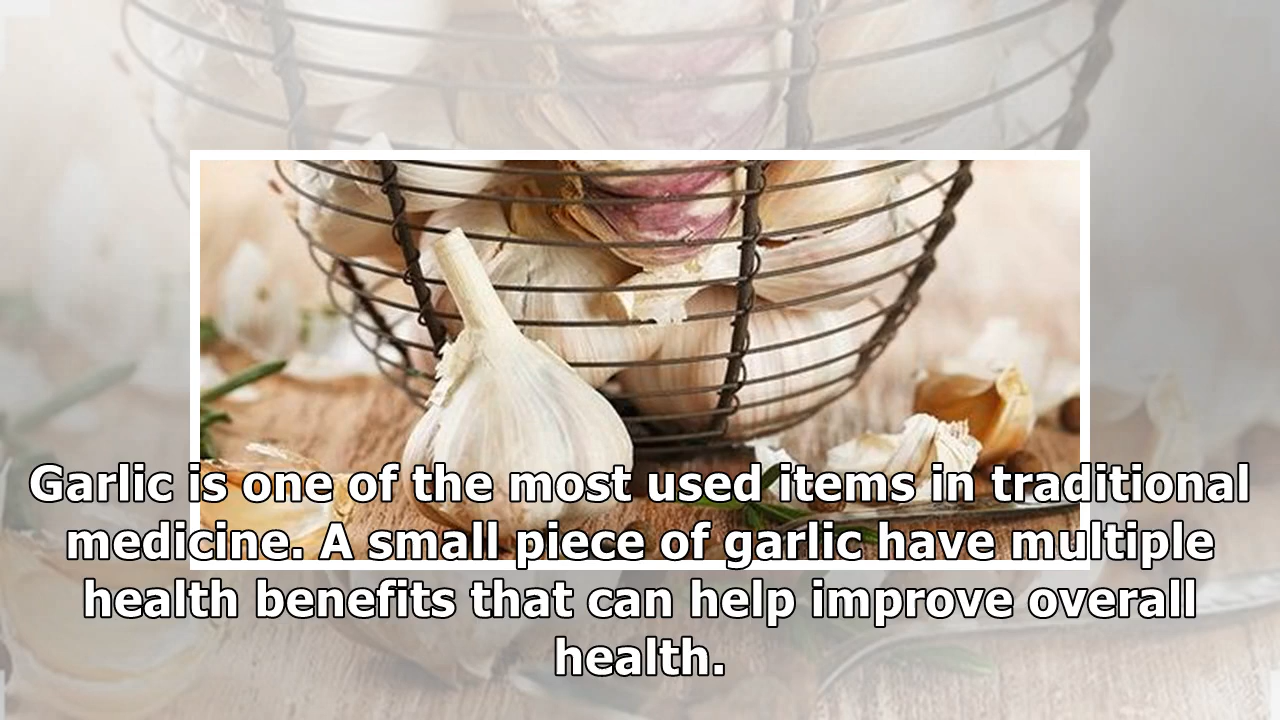 Garlic is one of the most used items in traditional
medicine. A small piece of garlic have multiple
health benefits that can help improve overall
health.